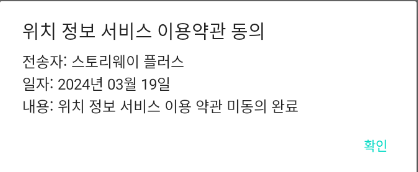 위치 정보 서비스 이용약관 동의
전송자: 스토리웨이 플러스
일자: 2024년 03월 19일
내용: 위치 정보 서비스 이용 약관 미동의 완료
확인